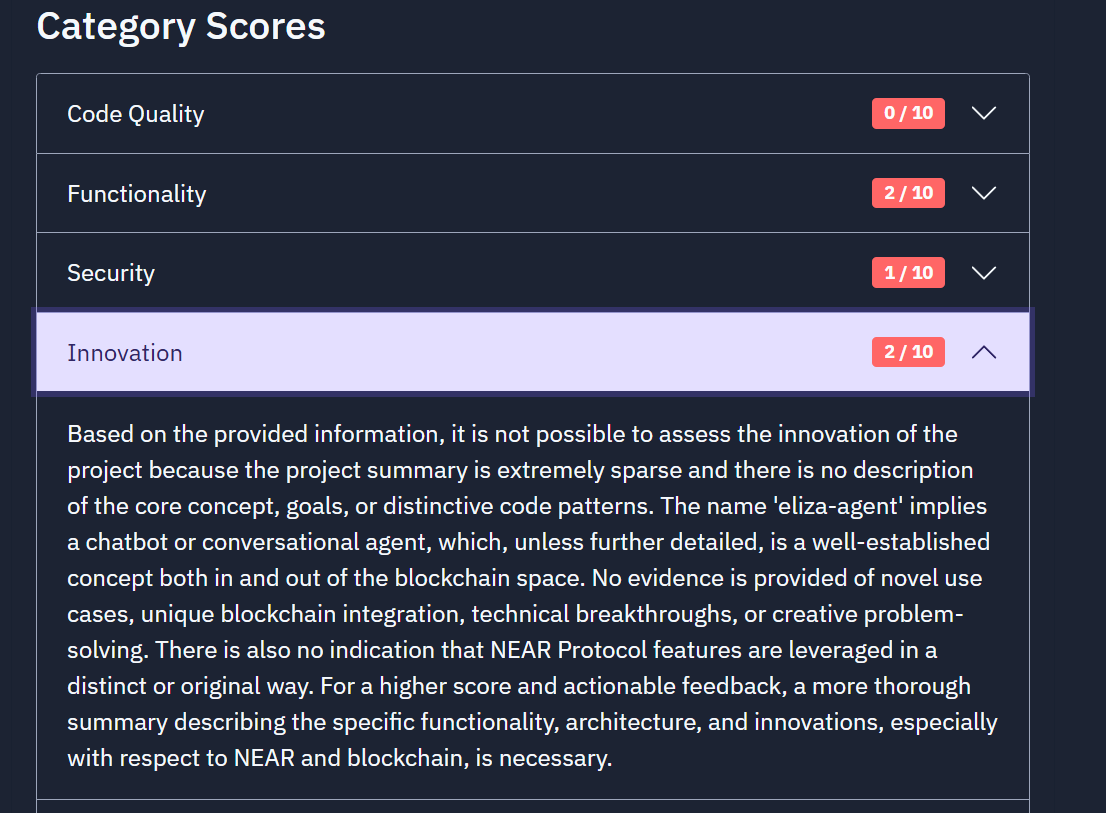 Category Scores
Code Quality
0 / 10
Functionality
2 / 10
Security
1 / 10
Innovation
2 / 10
Based on the provided information, it is not possible to assess the innovation of the
project because the project summary is extremely sparse and there is no description
of the core concept, goals, or distinctive code patterns. The name 'eliza-agent' implies
a chatbot or conversational agent, which, unless further detailed, is a well-established
concept both in and out of the blockchain space. No evidence is provided of novel use
cases, unique blockchain integration, technical breakthroughs, or creative problem-
solving. There is also no indication that NEAR Protocol features are leveraged in a
distinct or original way. For a higher score and actionable feedback, a more thorough
summary describing the specific functionality, architecture, and innovations, especially
with respect to NEAR and blockchain, is necessary.